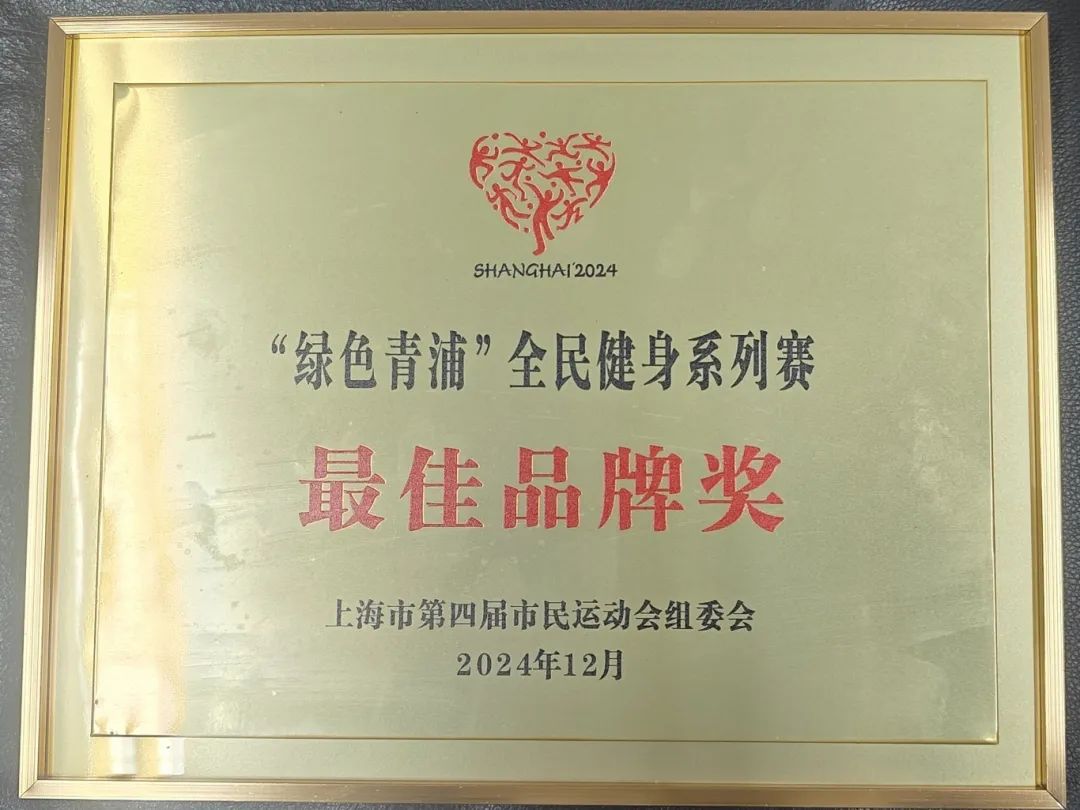 SHANGHAI'2024
“绿色青浦”全民健身系列赛
最佳品牌奖
上海市第四届市民运动会组委会
2024年12月